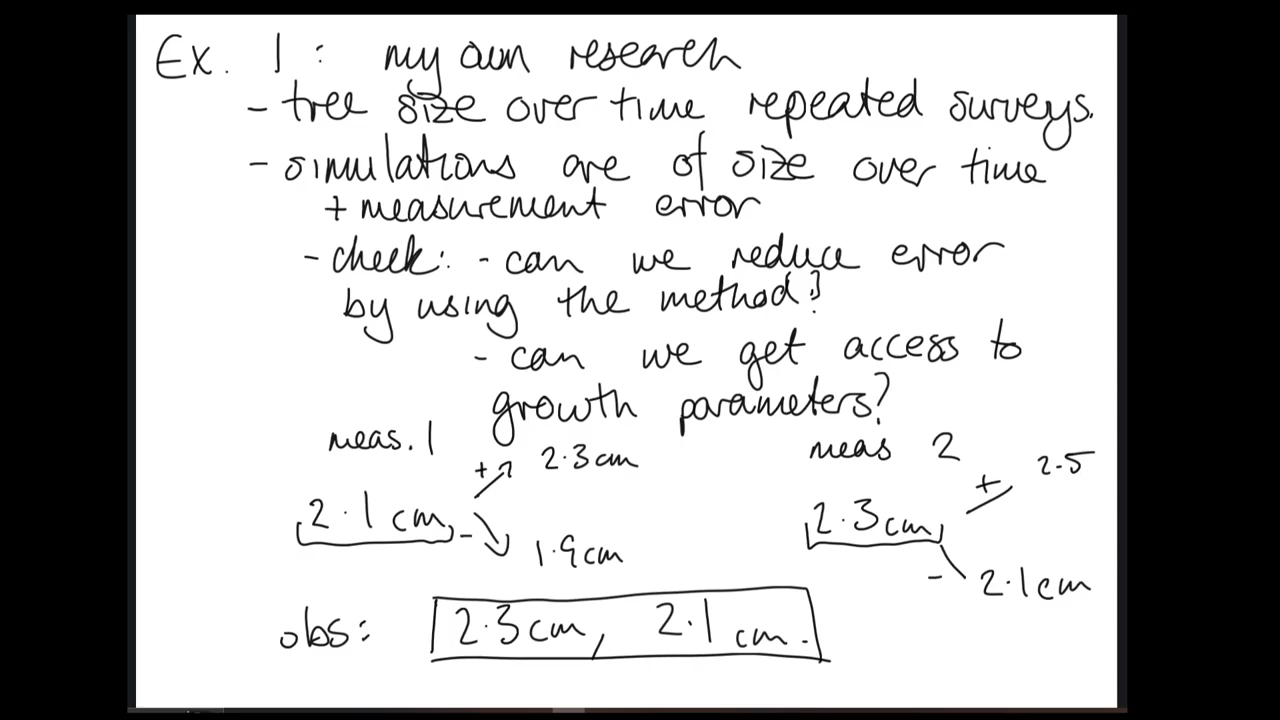 Ex. 1 : my own research
- tree size over time repeated surveys.
- simulations are of size over time
+ measurement error
- check: - can we reduce error
by using the method?
- can we get access to
growth parameters?
meas. 1
meas 2
+ 2.3cm
+ 2.5
2.1cm
2.3cm
- 1.9cm
- 2.1cm
obs: 2.3cm, 2.1cm.